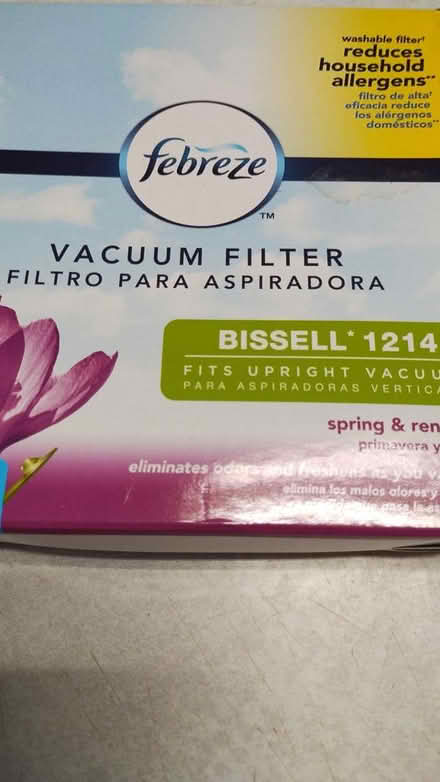 washable filter†
reduces
household
allergens**
filtro de alta†
eficacia reduce
los alérgenos
domésticos**
febreze
TM
VACUUM FILTER
FILTRO PARA ASPIRADORA
BISSELL* 1214
FITS UPRIGHT VACUU
PARA ASPIRADORAS VERTICA
spring & ren
primavera y
eliminates odors and freshens as you v
elimina los malos olores y